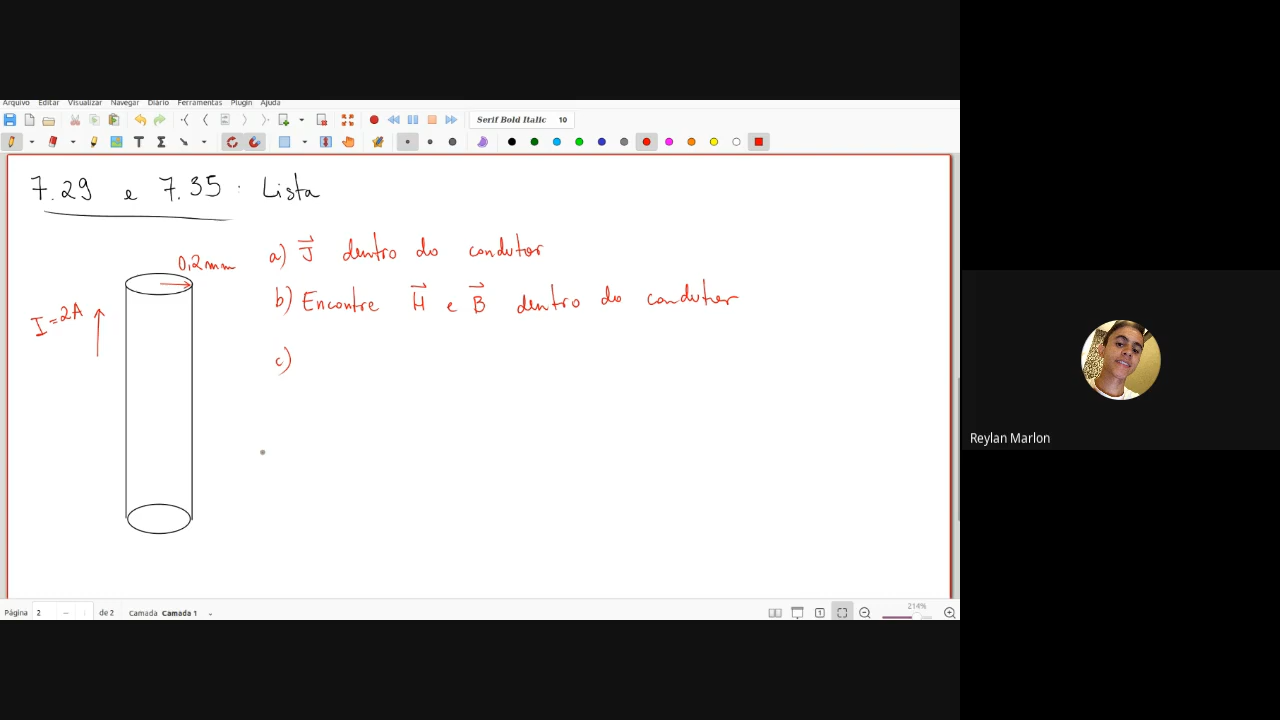 Arquivo Editar Visualizar Navegar Diário Ferramentas Plugin Ajuda
Serif Bold Italic 10
7.29 e 7.35 : Lista
a) J⃗ dentro do condutor
0,2mm
b) Encontre H⃗ e B⃗ dentro do condutor
I=2A
c)
Reylan Marlon
Página 2 de 2 Camada Camada 1
214%